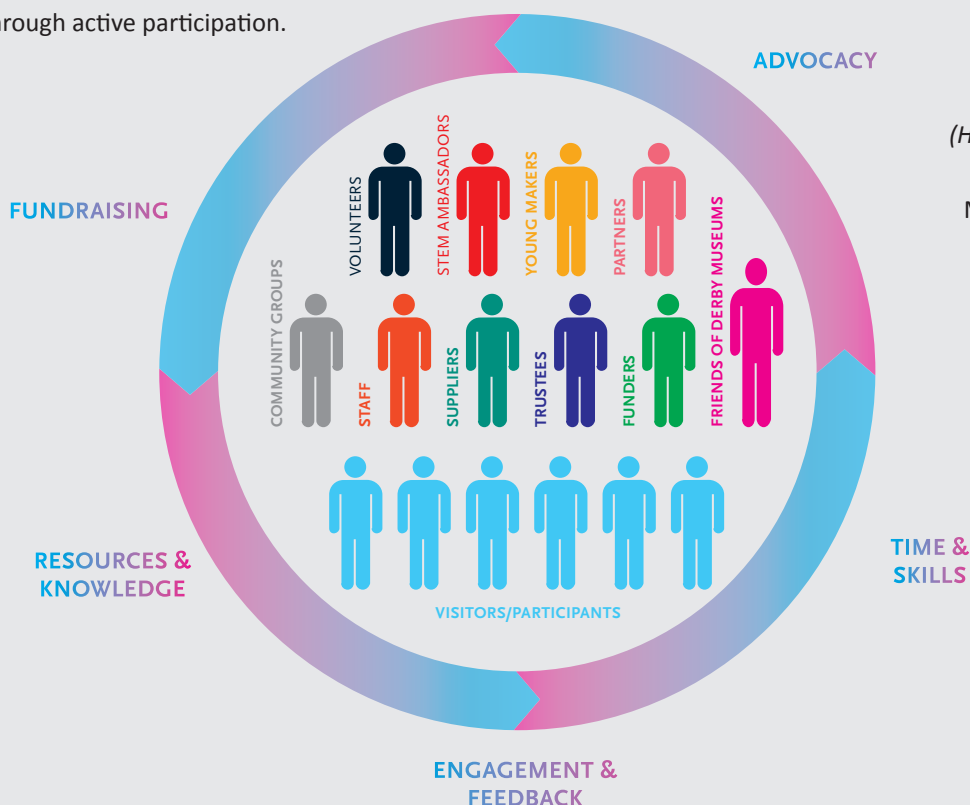 hrough active participation.
ADVOCACY
(H
N
FUNDRAISING
VOLUNTEERS
STEM AMBASSADORS
YOUNG MAKERS
PARTNERS
COMMUNITY GROUPS
STAFF
SUPPLIERS
TRUSTEES
FUNDERS
FRIENDS OF DERBY MUSEUMS
VISITORS/PARTICIPANTS
RESOURCES &
KNOWLEDGE
TIME &
SKILLS
ENGAGEMENT &
FEEDBACK